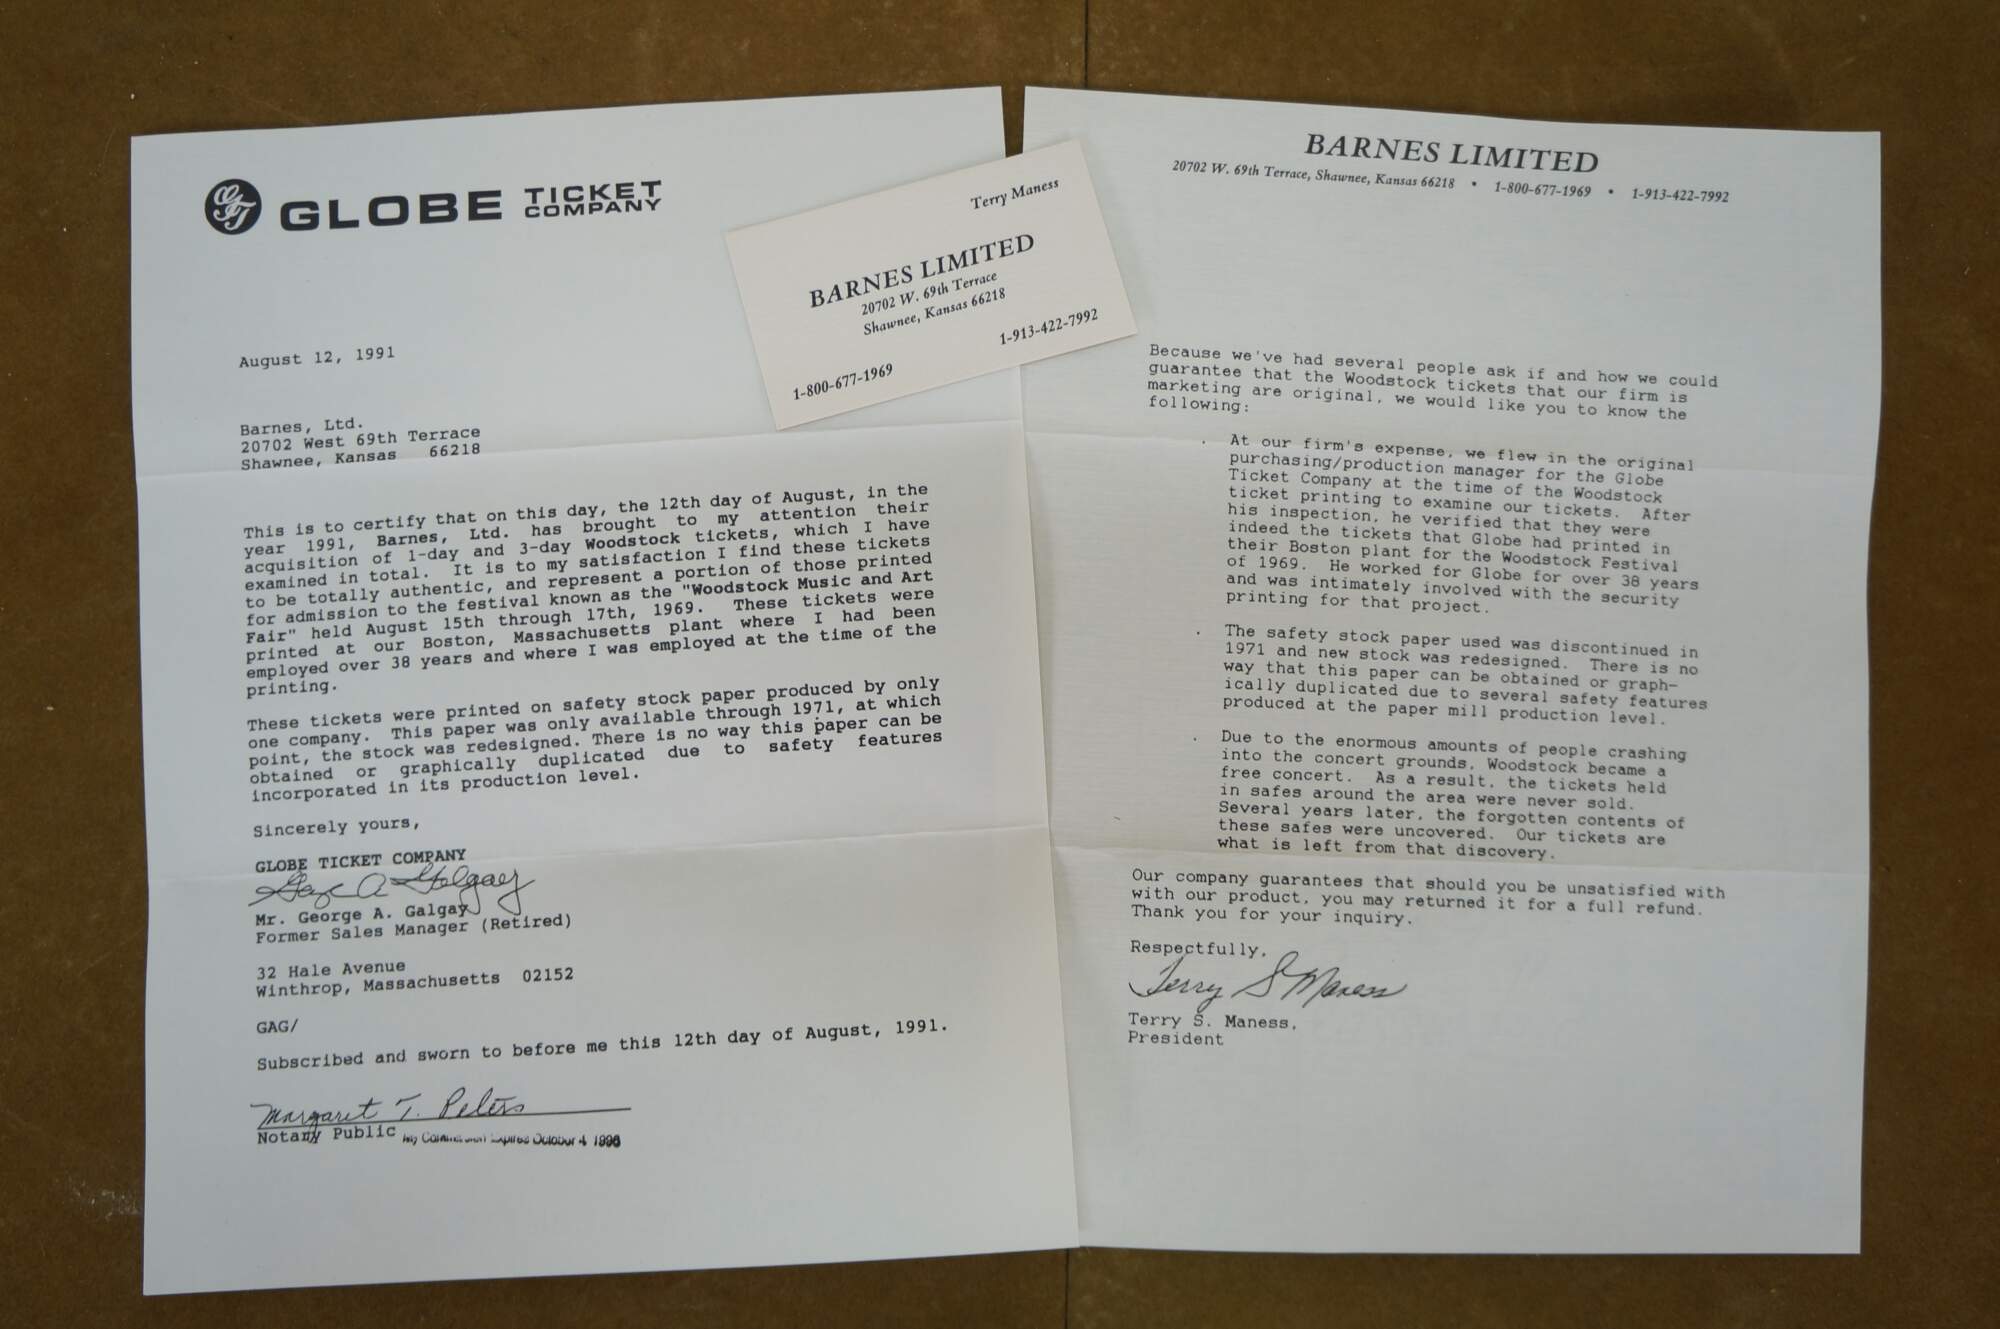 GLOBE TICKET
COMPANY
August 12, 1991
Barnes, Ltd.
20702 West 69th Terrace
Shawnee, Kansas 66218
This is to certify that on this day, the 12th day of August, in the
year 1991, Barnes, Ltd. has brought to my attention their
acquisition of 1-day and 3-day Woodstock tickets, which I have
examined in total. It is to my satisfaction I find these tickets
to be totally authentic, and represent a portion of those printed
for admission to the festival known as the "Woodstock Music and Art
Fair" held August 15th through 17th, 1969. These tickets were
printed at our Boston, Massachusetts plant where I had been
employed over 38 years and where I was employed at the time of the
printing.
These tickets were printed on safety stock paper produced by only
one company. This paper was only available through 1971, at which
point, the stock was redesigned. There is no way this paper can be
obtained or graphically duplicated due to safety features
incorporated in its production level.
Sincerely yours,
GLOBE TICKET COMPANY
George A. Galgay
Mr. George A. Galgay
Former Sales Manager (Retired)
32 Hale Avenue
Winthrop, Massachusetts 02152
GAG/
Subscribed and sworn to before me this 12th day of August, 1991.
Margaret T. Peters
Notary Public My Commission Expires October 4 1996
Terry Maness
BARNES LIMITED
20702 W. 69th Terrace
Shawnee, Kansas 66218
1-800-677-1969
1-913-422-7992
BARNES LIMITED
20702 W. 69th Terrace, Shawnee, Kansas 66218 • 1-800-677-1969 • 1-913-422-7992
Because we've had several people ask if and how we could
guarantee that the Woodstock tickets that our firm is
marketing are original, we would like you to know the
following:
. At our firm's expense, we flew in the original
purchasing/production manager for the Globe
Ticket Company at the time of the Woodstock
ticket printing to examine our tickets. After
his inspection, he verified that they were
indeed the tickets that Globe had printed in
their Boston plant for the Woodstock Festival
of 1969. He worked for Globe for over 38 years
and was intimately involved with the security
printing for that project.
. The safety stock paper used was discontinued in
1971 and new stock was redesigned. There is no
way that this paper can be obtained or graph-
ically duplicated due to several safety features
produced at the paper mill production level.
. Due to the enormous amounts of people crashing
into the concert grounds, Woodstock became a
free concert. As a result, the tickets held
in safes around the area were never sold.
Several years later, the forgotten contents of
these safes were uncovered. Our tickets are
what is left from that discovery.
Our company guarantees that should you be unsatisfied with
with our product, you may returned it for a full refund.
Thank you for your inquiry.
Respectfully,
Terry S Maness
Terry S. Maness,
President